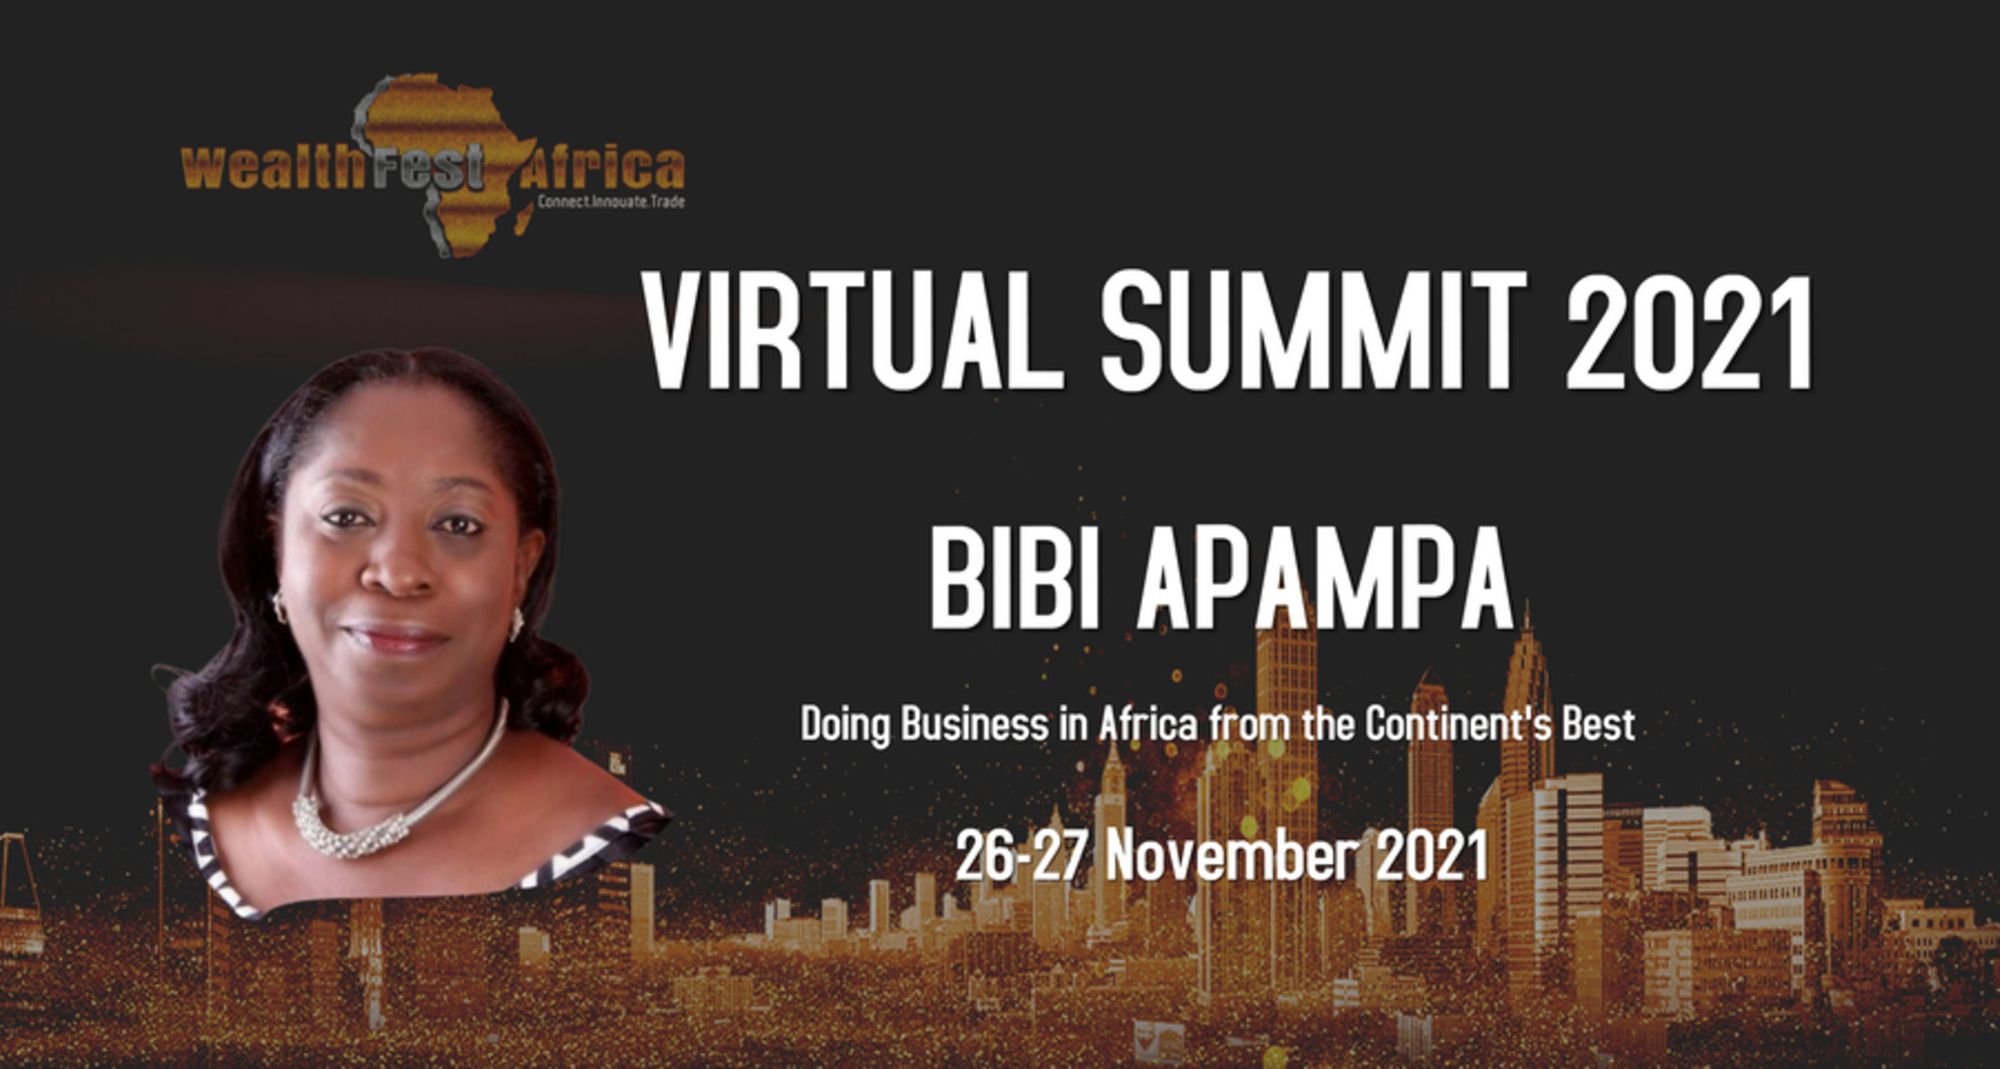 WealthFest Africa
Connect.Innovate.Trade
VIRTUAL SUMMIT 2021
BIBI APAMPA
Doing Business in Africa from the Continent's Best
26-27 November 2021